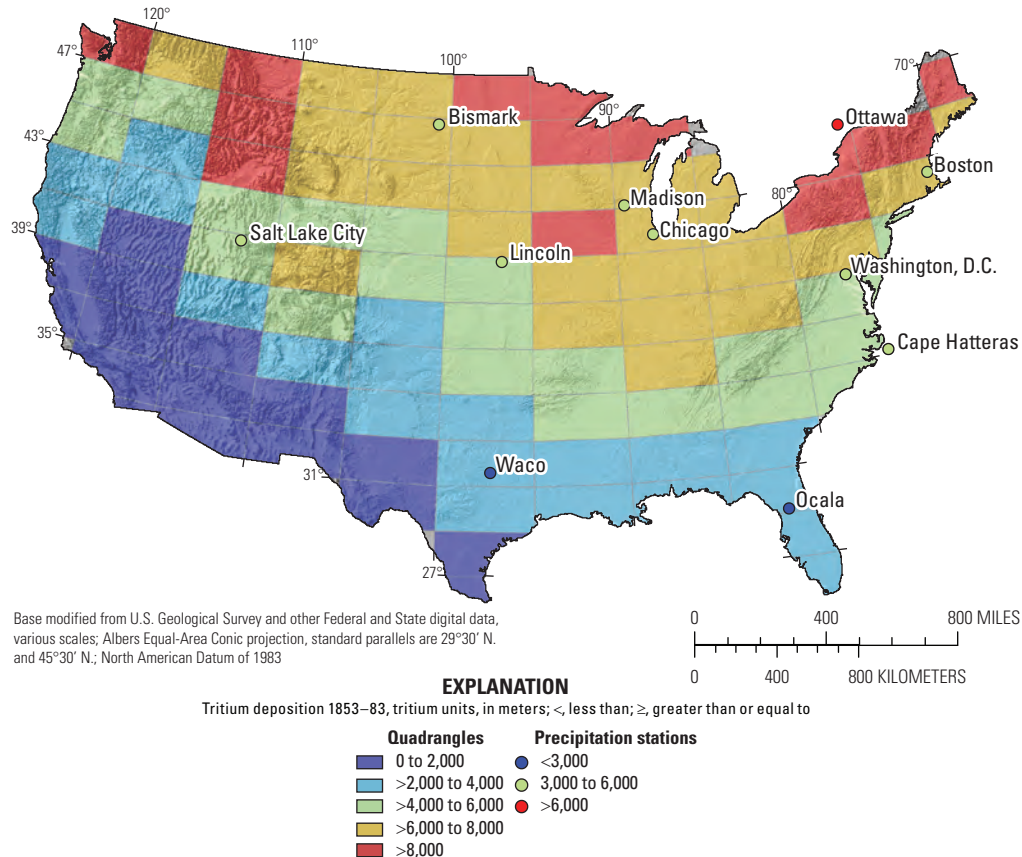 120°
110°
100°
90°
80°
70°
47°
43°
39°
35°
31°
27°
Bismark
Ottawa
Boston
Madison
Chicago
Salt Lake City
Lincoln
Washington, D.C.
Cape Hatteras
Waco
Ocala
Base modified from U.S. Geological Survey and other Federal and State digital data,
various scales; Albers Equal-Area Conic projection, standard parallels are 29°30′ N.
and 45°30′ N.; North American Datum of 1983
0 400 800 MILES
0 400 800 KILOMETERS
EXPLANATION
Tritium deposition 1853–83, tritium units, in meters; <, less than; ≥, greater than or equal to
Quadrangles
0 to 2,000
>2,000 to 4,000
>4,000 to 6,000
>6,000 to 8,000
>8,000
Precipitation stations
<3,000
3,000 to 6,000
>6,000